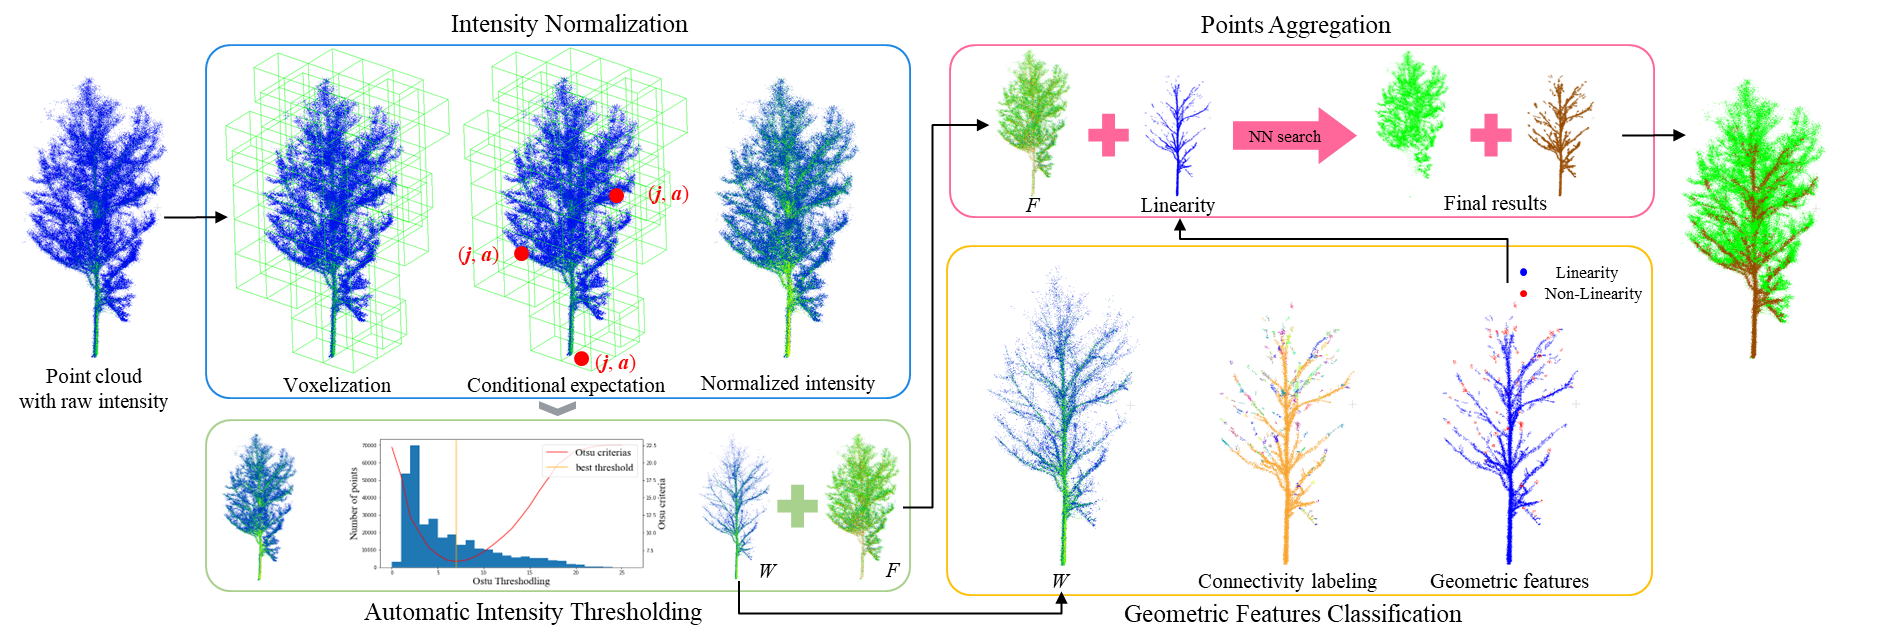 Intensity Normalization
Points Aggregation
Point cloud
with raw intensity
(j, a)
(j, a)
(j, a)
Voxelization
Conditional expectation
Normalized intensity
F
Linearity
NN search
Final results
Linearity
Non-Linearity
W
Connectivity labeling
Geometric features
Number of points
70000
60000
50000
40000
30000
20000
10000
0
Otsu criterias
best threshold
22.5
20.0
17.5
15.0
12.5
10.0
7.5
Otsu criteria
0 5 10 15 20 25
Ostu Thresholdling
W
F
Automatic Intensity Thresholding
Geometric Features Classification